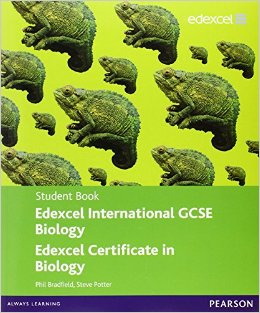 edexcel
Student Book
Edexcel International GCSE
Biology
Edexcel Certificate in
Biology
Phil Bradfield, Steve Potter
ALWAYS LEARNING
PEARSON